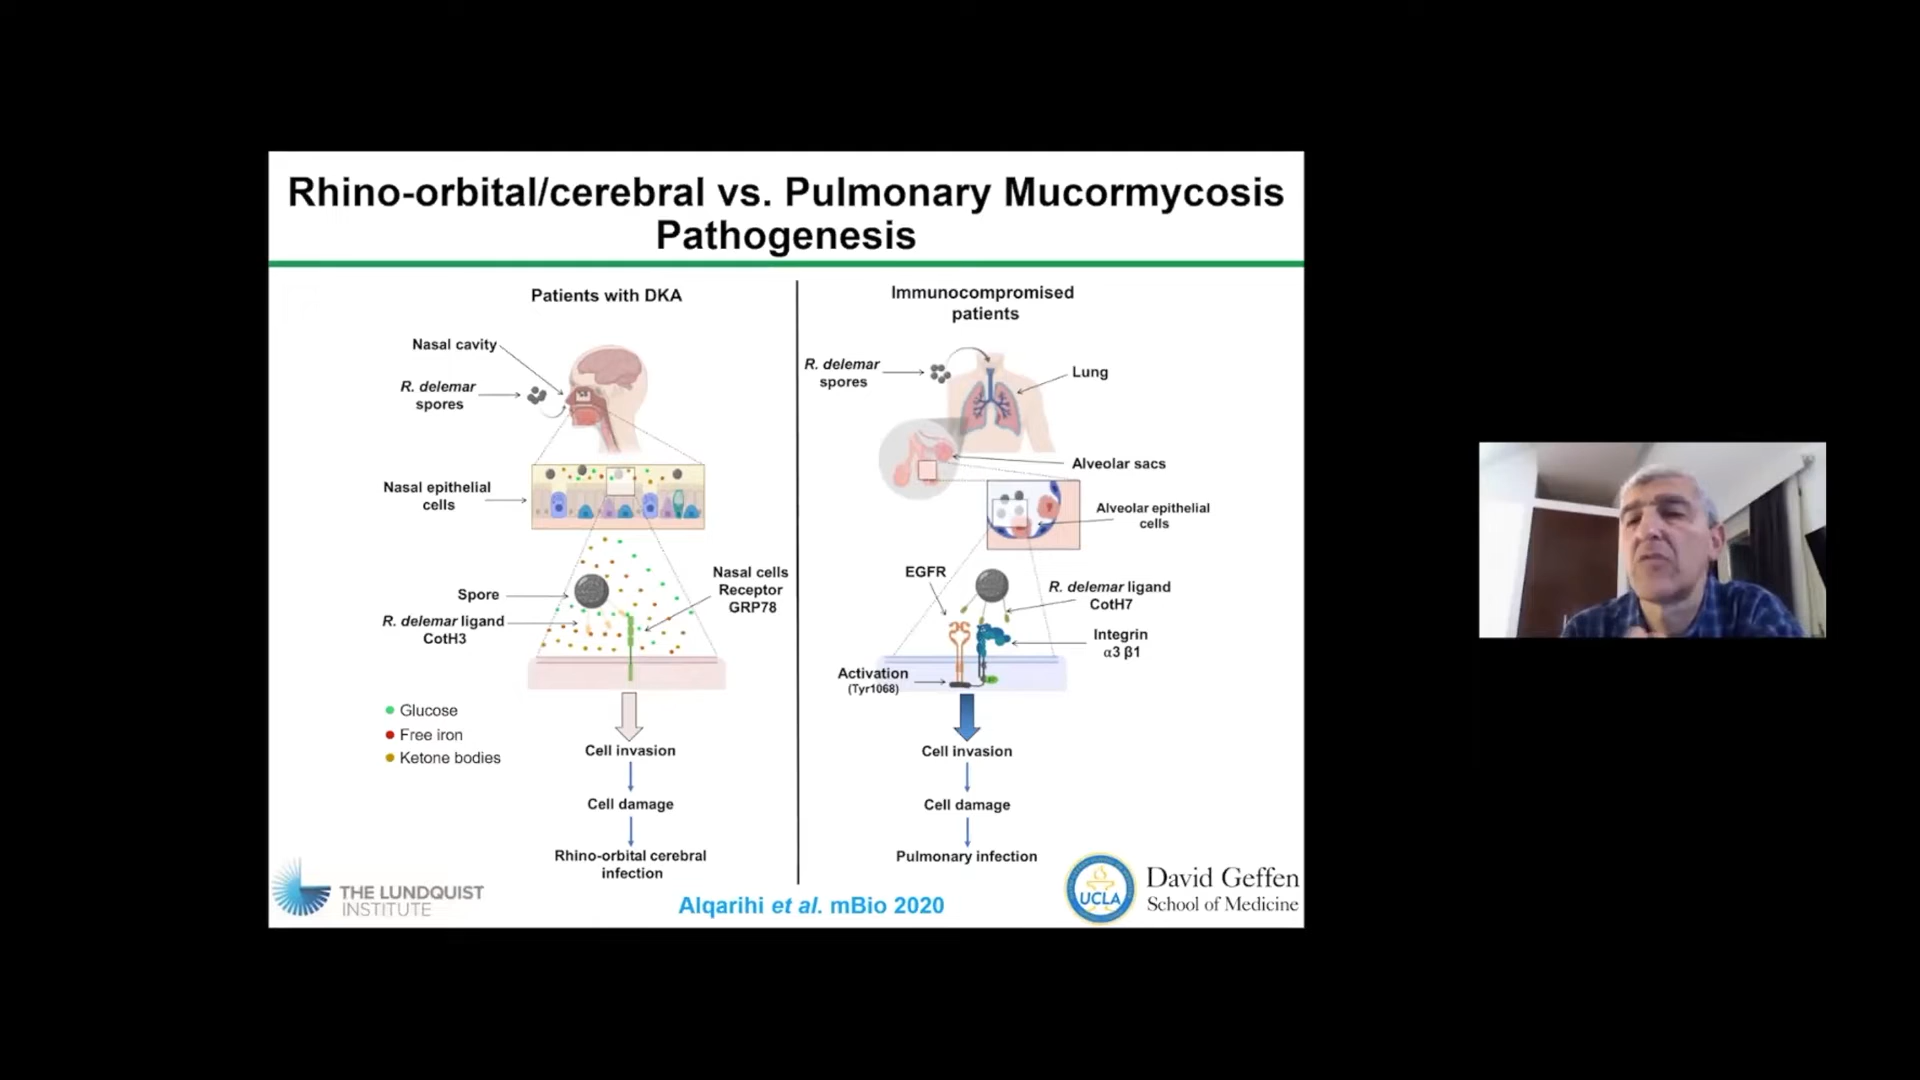 Rhino-orbital/cerebral vs. Pulmonary Mucormycosis
Pathogenesis
Patients with DKA
Nasal cavity
R. delemar
spores
Nasal epithelial
cells
Spore
R. delemar ligand
CotH3
Nasal cells
Receptor
GRP78
Glucose
Free iron
Ketone bodies
Cell invasion
Cell damage
Rhino-orbital cerebral
infection
Immunocompromised
patients
R. delemar
spores
Lung
Alveolar sacs
Alveolar epithelial
cells
EGFR
R. delemar ligand
CotH7
Integrin
α3 β1
Activation
(Tyr1068)
Cell invasion
Cell damage
Pulmonary infection
THE LUNDQUIST
INSTITUTE
Alqarihi et al. mBio 2020
UCLA
David Geffen
School of Medicine